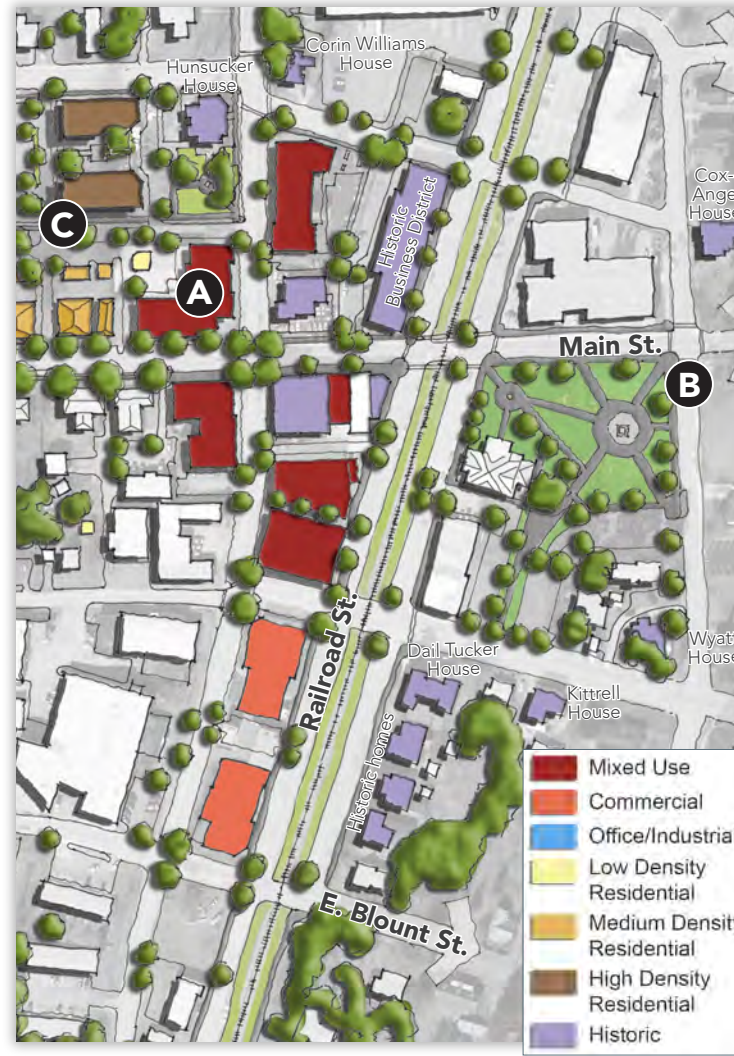 Corin Williams
House
Hunsucker
House
Cox-
Ange
House
C
Historic
Business District
A
Main St.
B
Railroad St.
Dail Tucker
House
Wyatt
House
Kittrell
House
Historic homes
E. Blount St.
Mixed Use
Commercial
Office/Industria
Low Density
Residential
Medium Density
Residential
High Density
Residential
Historic